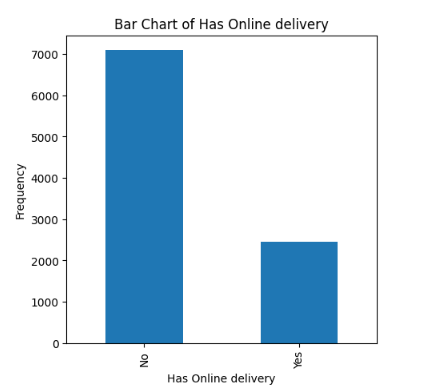 Bar Chart of Has Online delivery
7000
6000
5000
4000
3000
2000
1000
0
Frequency
No
Yes
Has Online delivery